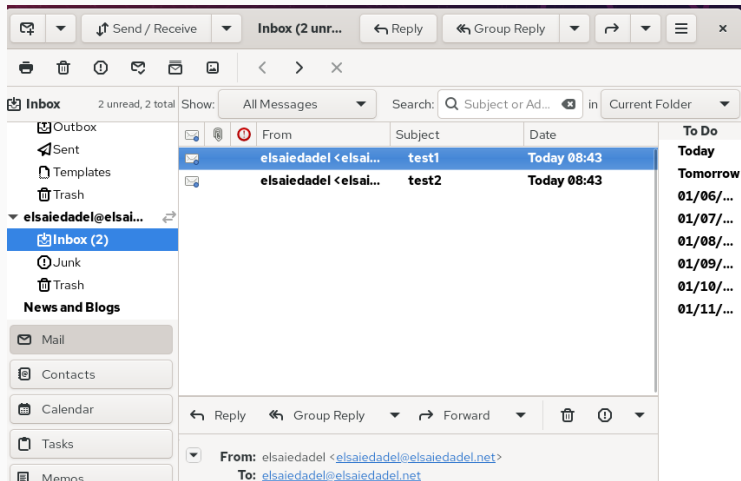 Send / Receive Inbox (2 unr... Reply Group Reply
Inbox 2 unread, 2 total Show: All Messages Search: Subject or Ad... in Current Folder
Outbox
Sent
Templates
Trash
elsaiedadel@elsai...
Inbox (2)
Junk
Trash
News and Blogs
Mail
Contacts
Calendar
Tasks
Memos
From Subject Date
elsaiedadel <elsai... test1 Today 08:43
elsaiedadel <elsai... test2 Today 08:43
Reply Group Reply Forward
From: elsaiedadel <elsaiedadel@elsaiedadel.net>
To: elsaiedadel@elsaiedadel.net
To Do
Today
Tomorrow
01/06/...
01/07/...
01/08/...
01/09/...
01/10/...
01/11/...